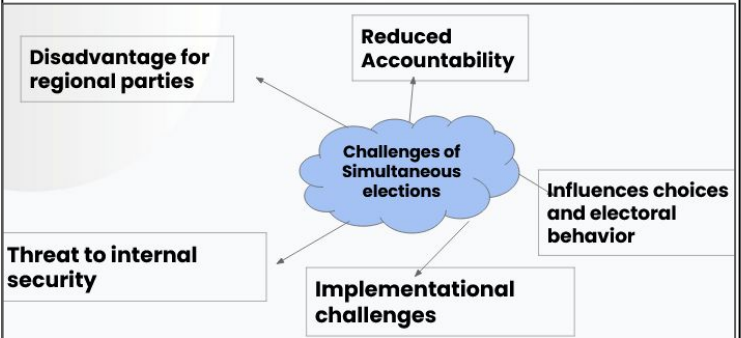 Disadvantage for
regional parties
Reduced
Accountability
Challenges of
Simultaneous
elections
Influences choices
and electoral
behavior
Threat to internal
security
Implementational
challenges